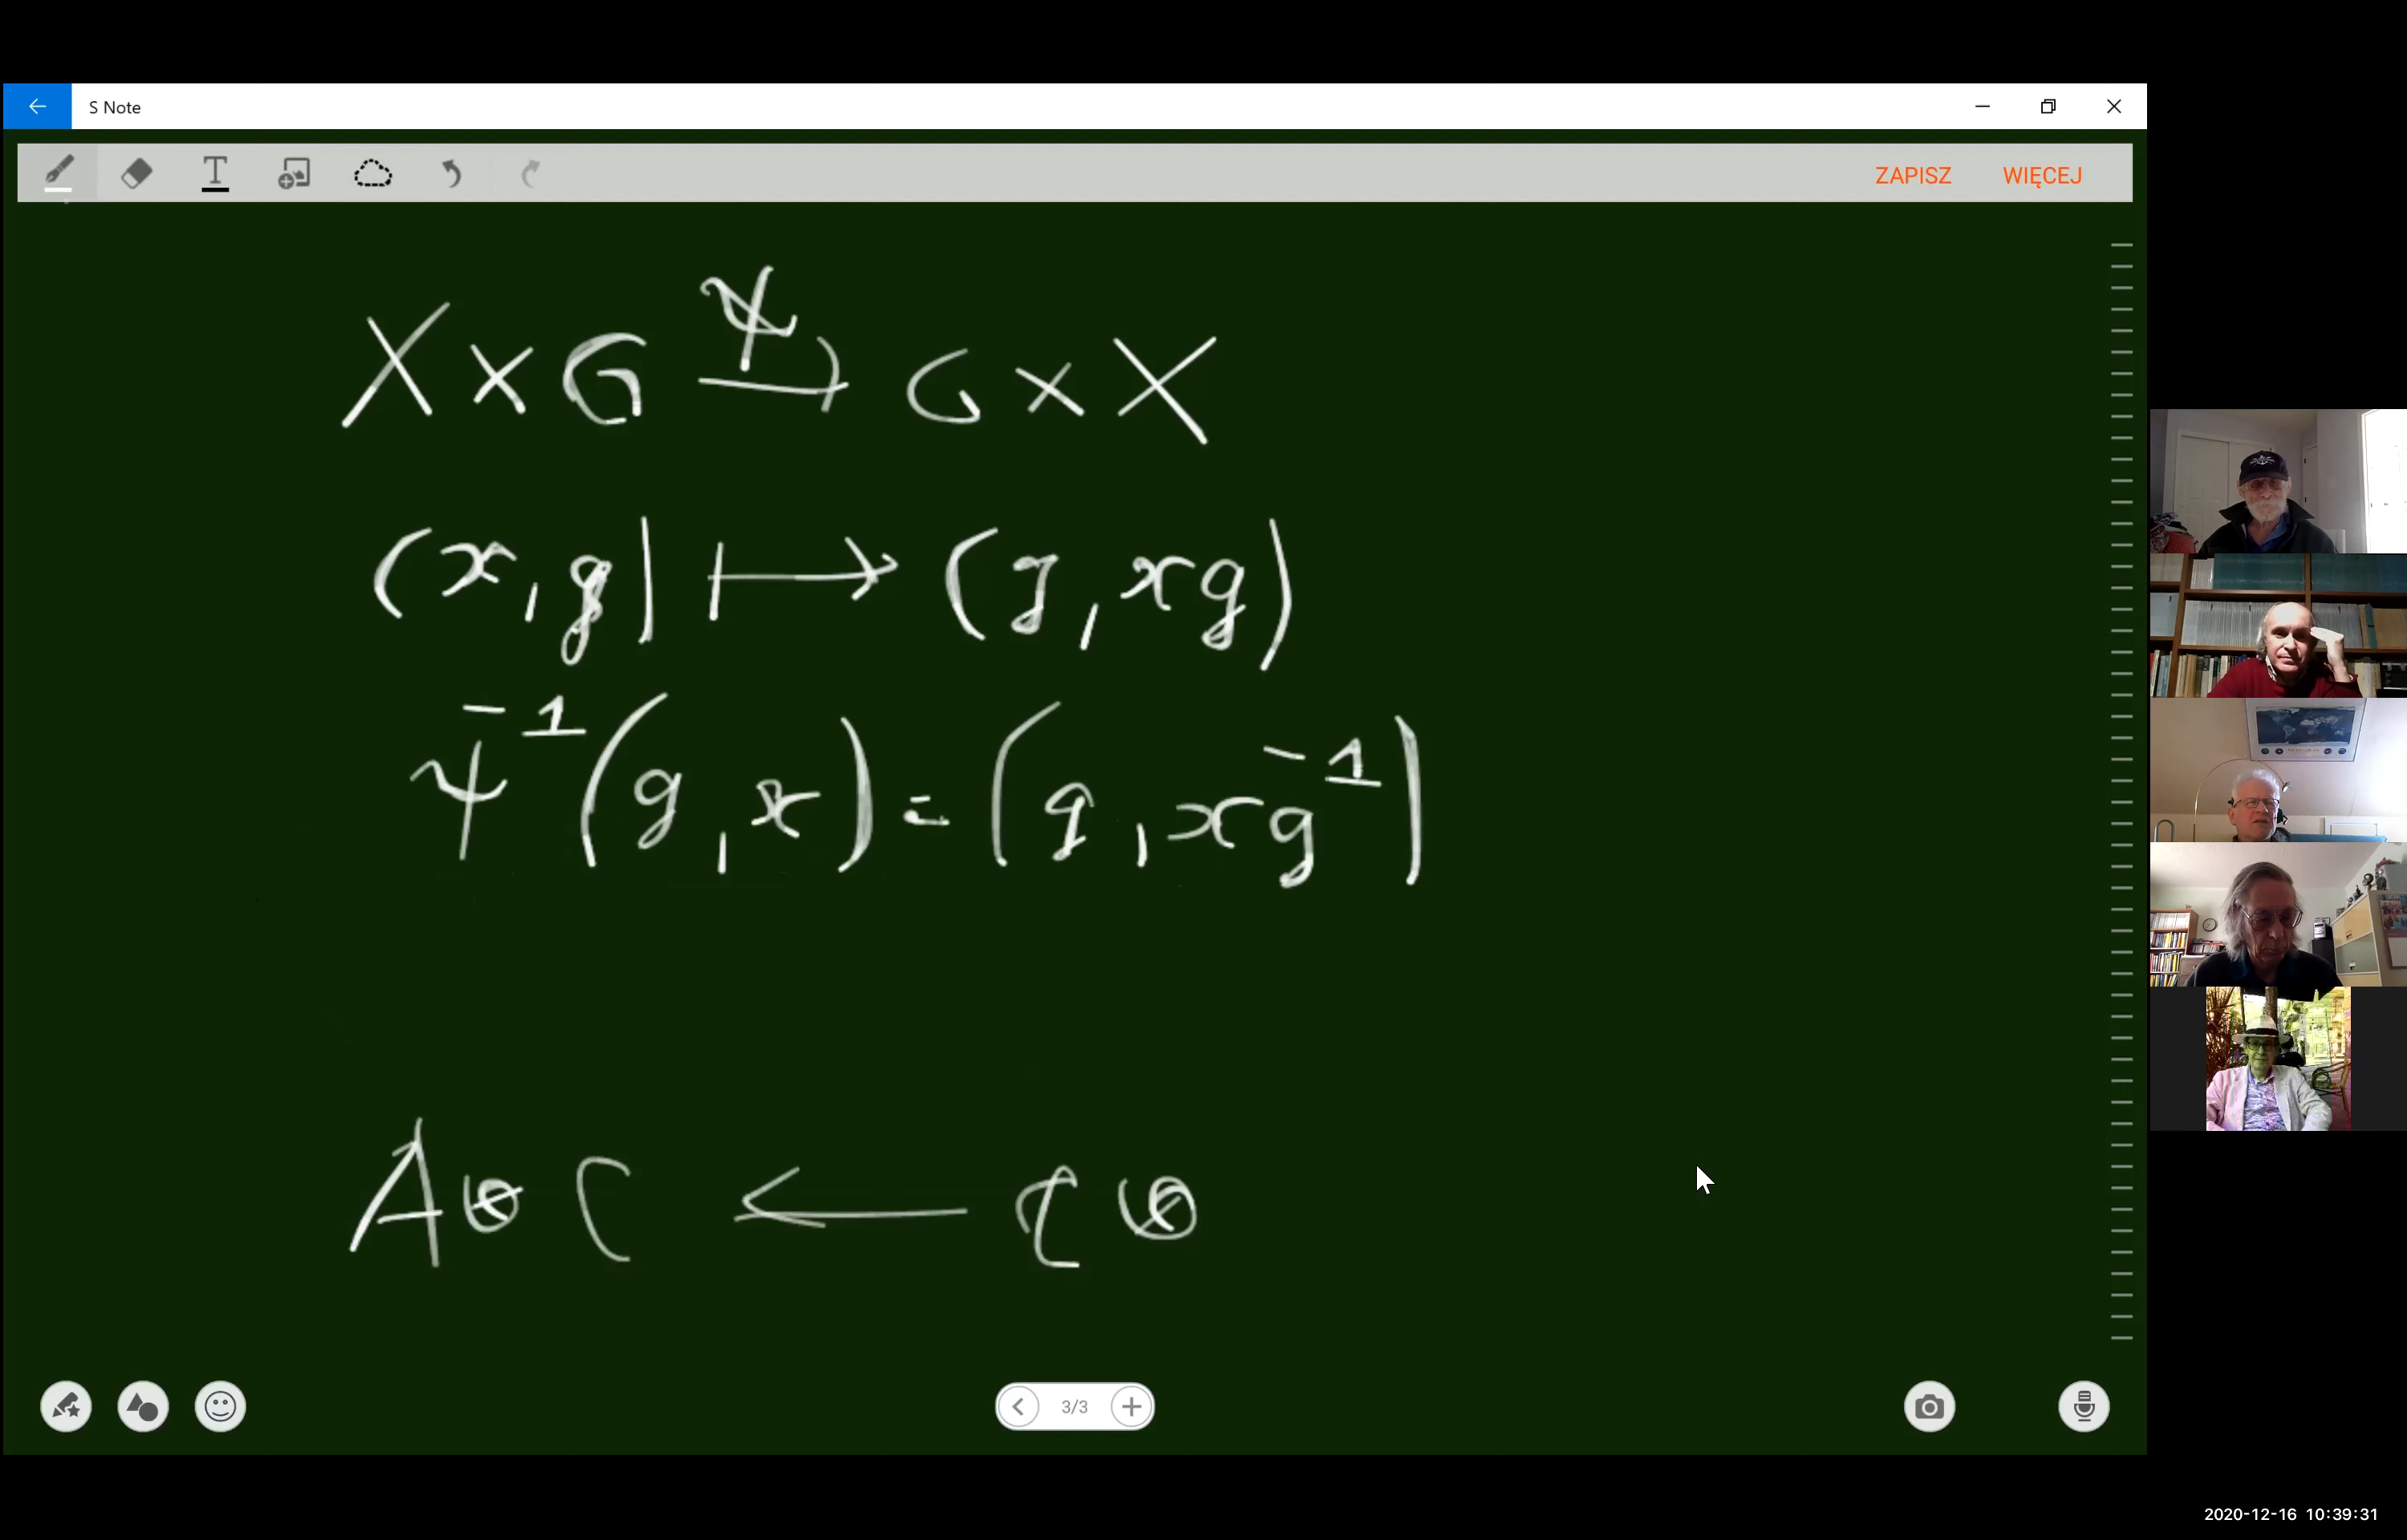 S Note
T ZAPISZ WIĘCEJ
X × G →^ψ G × X
(x, g) ↦ (g, xg)
ψ⁻¹(g, x) = (g, xg⁻¹)
A ⊗ C ← C ⊗
3/3
2020-12-16 10:39:31